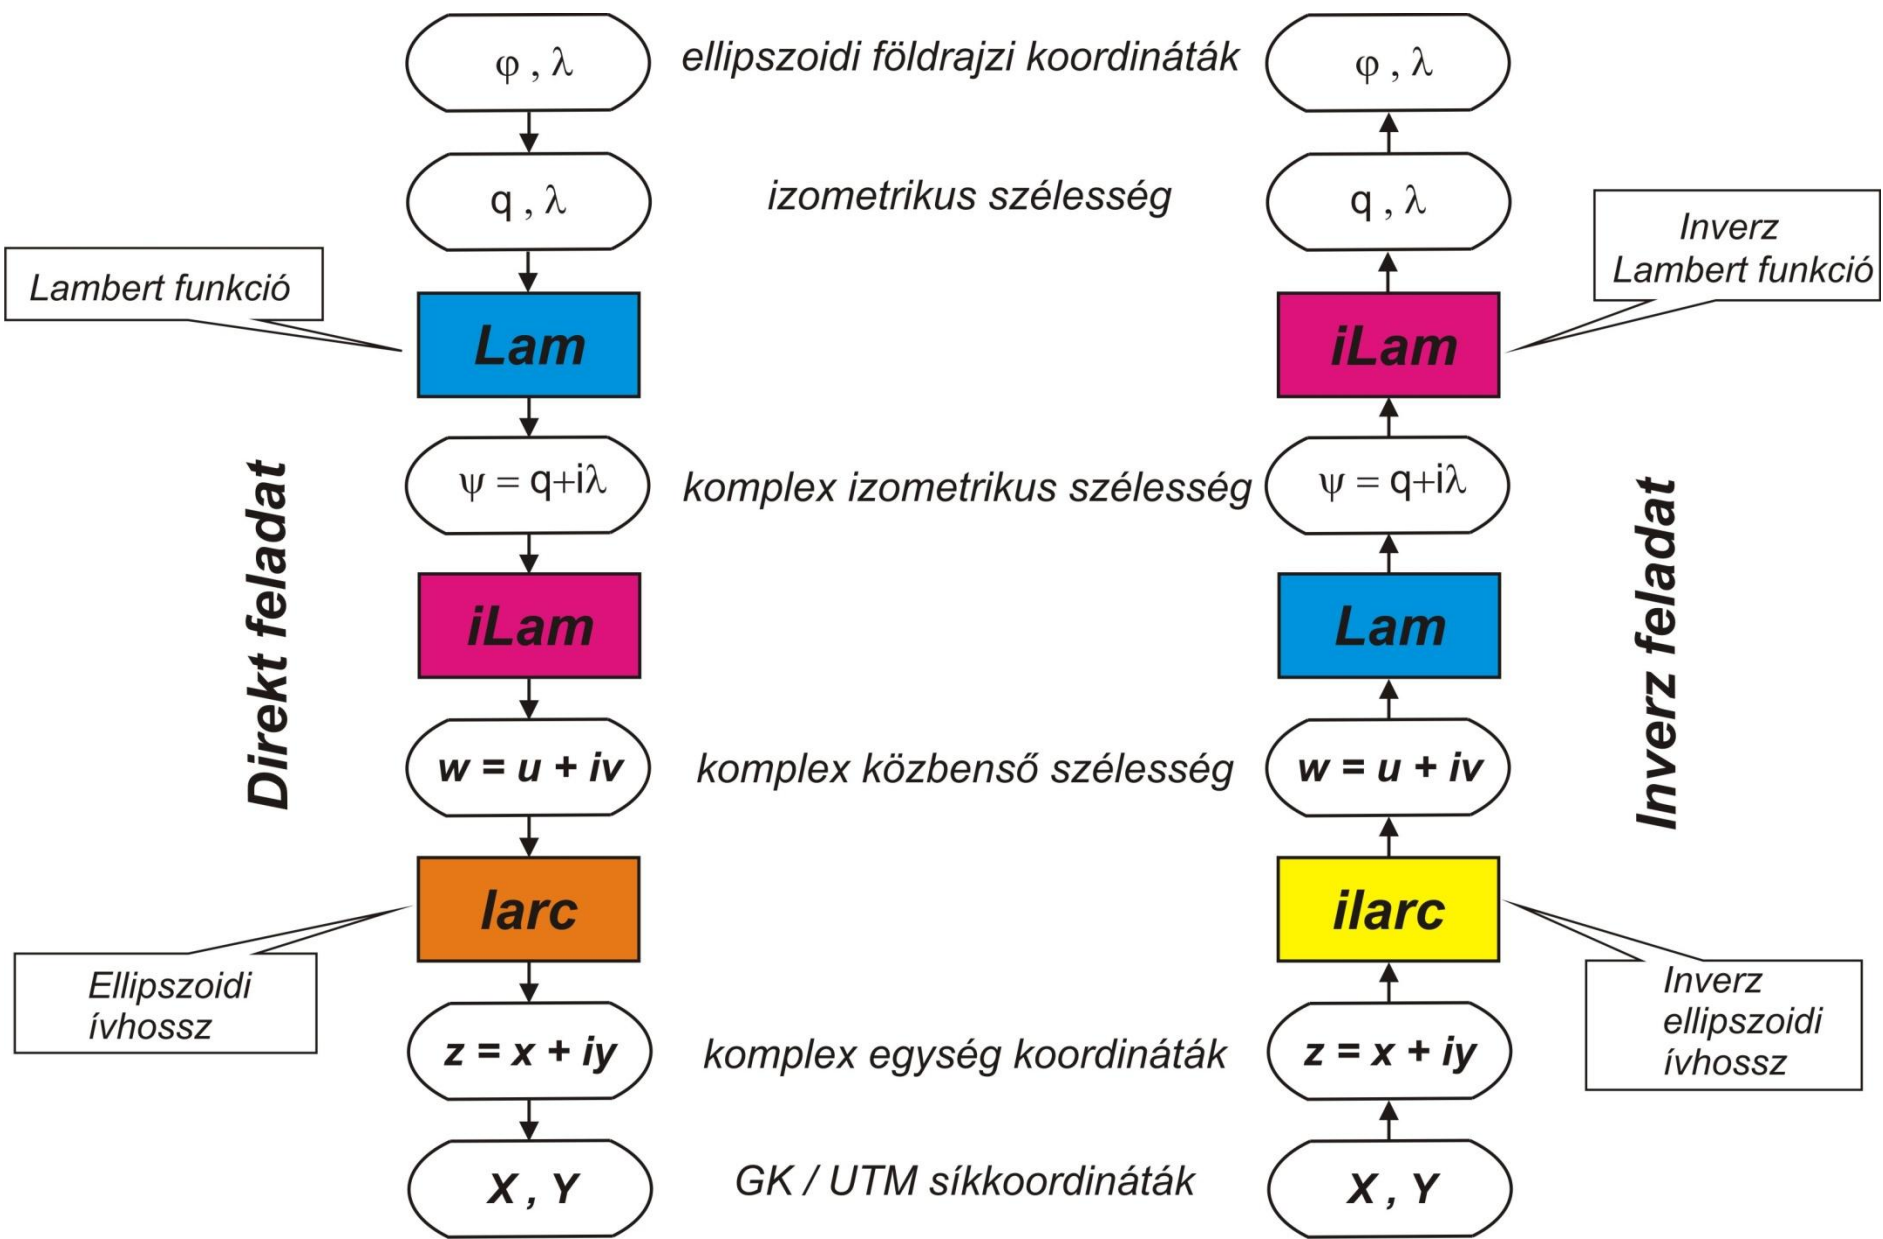 φ , λ
ellipszoidi földrajzi koordináták
φ , λ
q , λ
izometrikus szélesség
q , λ
Lambert funkció
Inverz
Lambert funkció
Lam
iLam
ψ = q+iλ
komplex izometrikus szélesség
ψ = q+iλ
Direkt feladat
Inverz feladat
iLam
Lam
w = u + iv
komplex közbenső szélesség
w = u + iv
Iarc
iIarc
Ellipszoidi
ívhossz
Inverz
ellipszoidi
ívhossz
z = x + iy
komplex egység koordináták
z = x + iy
X , Y
GK / UTM síkkoordináták
X , Y